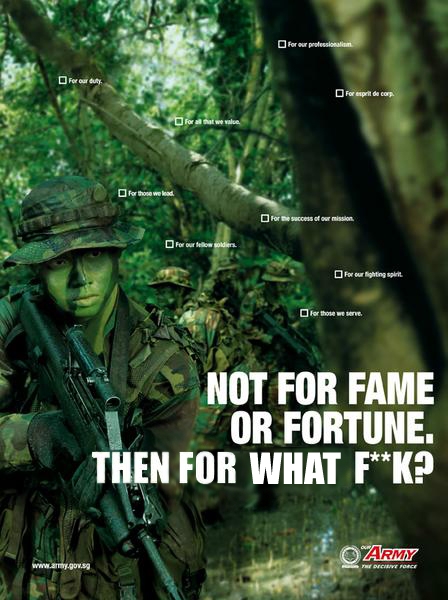 For our professionalism.
For our duty.
For esprit de corp.
For all that we value.
For those we lead.
For the success of our mission.
For our fellow soldiers.
For our fighting spirit.
For those we serve.
NOT FOR FAME
OR FORTUNE.
THEN FOR WHAT F**K?
www.army.gov.sg
OUR ARMY
THE DECISIVE FORCE